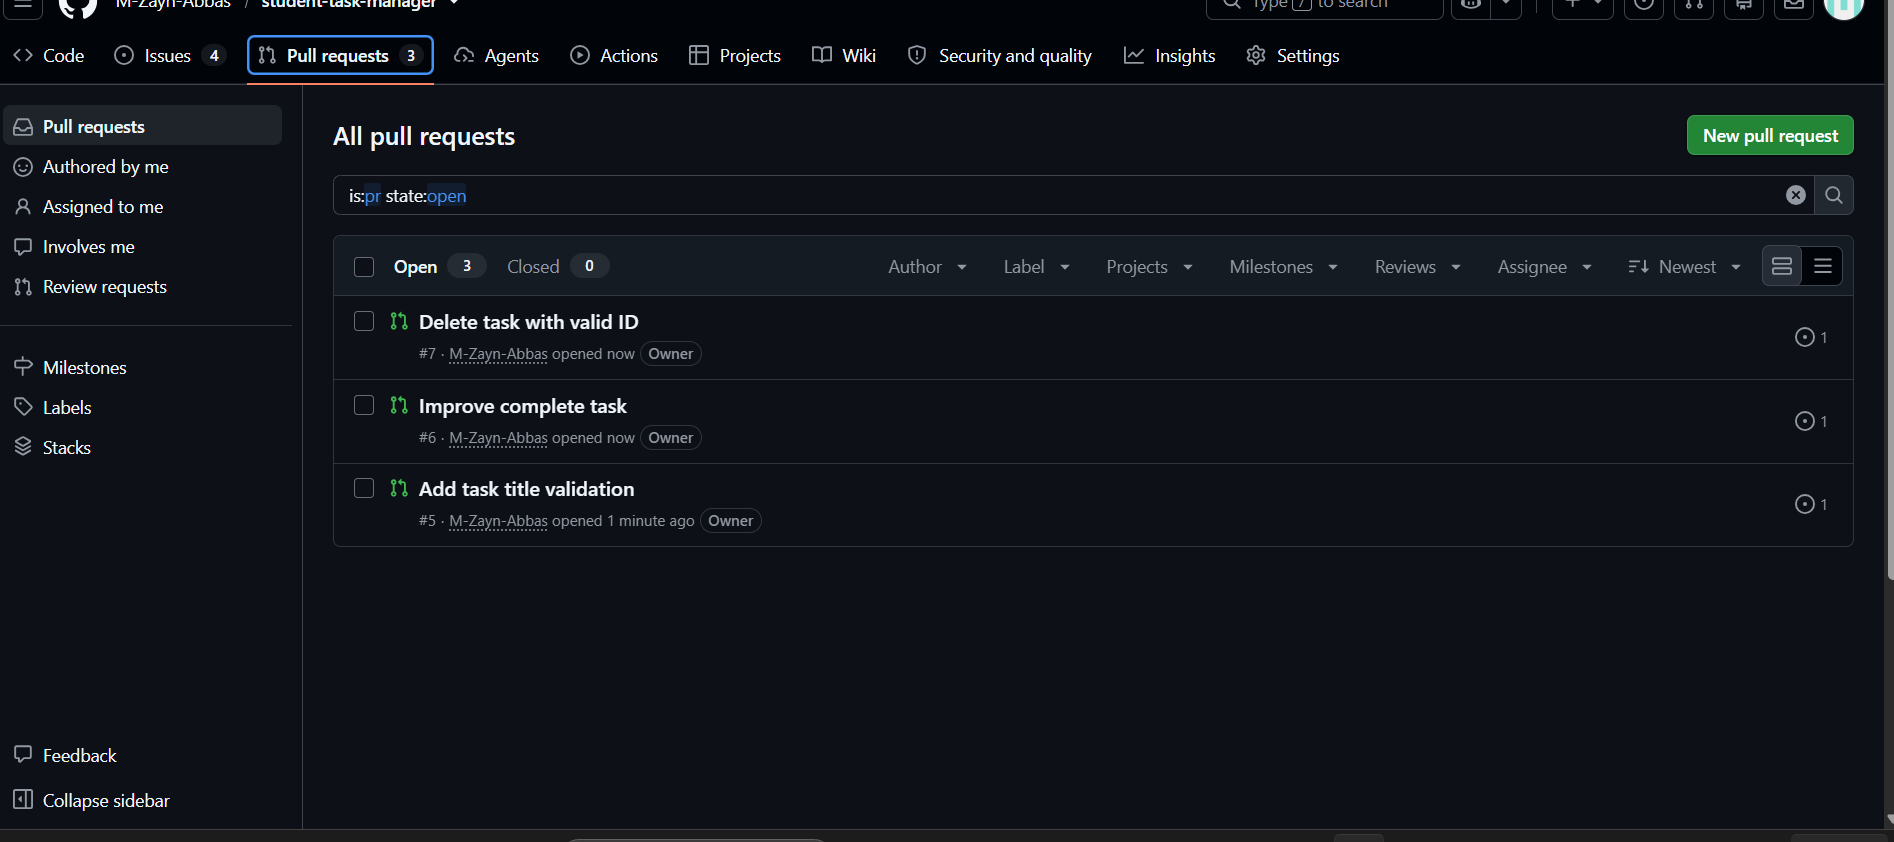 M-Zayn-Abbas / student-task-manager
Type / to search
Code
Issues 4
Pull requests 3
Agents
Actions
Projects
Wiki
Security and quality
Insights
Settings
Pull requests
Authored by me
Assigned to me
Involves me
Review requests
Milestones
Labels
Stacks
Feedback
Collapse sidebar
All pull requests
New pull request
is:pr state:open
Open 3 Closed 0 Author Label Projects Milestones Reviews Assignee Newest
Delete task with valid ID
#7 · M-Zayn-Abbas opened now Owner
1
Improve complete task
#6 · M-Zayn-Abbas opened now Owner
1
Add task title validation
#5 · M-Zayn-Abbas opened 1 minute ago Owner
1